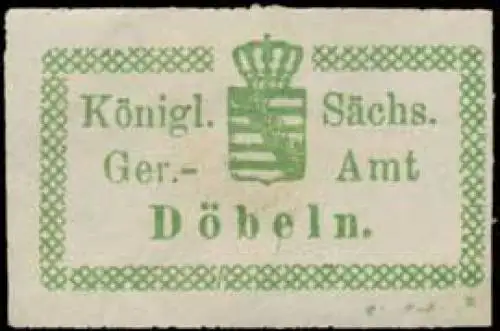 Königl. Sächs.
Ger.- Amt
Döbeln.